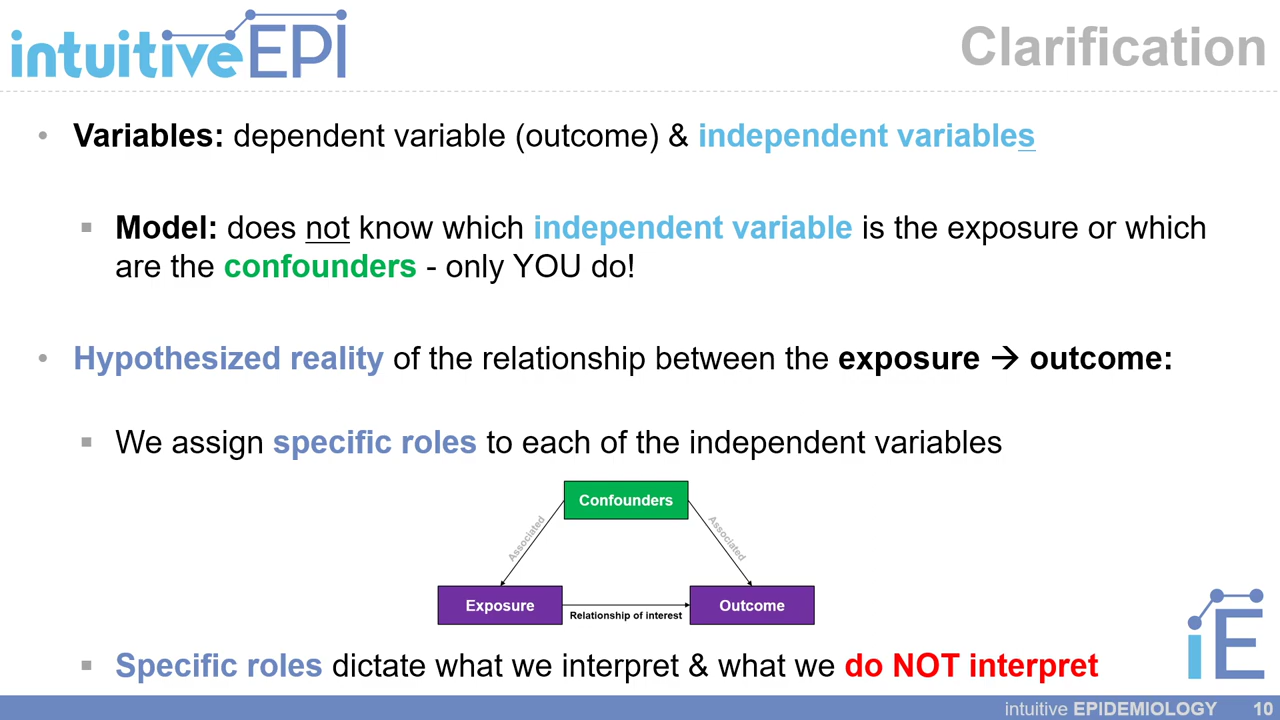 intuitiveEPI
Clarification
• Variables: dependent variable (outcome) & independent variables
▪ Model: does not know which independent variable is the exposure or which
are the confounders - only YOU do!
• Hypothesized reality of the relationship between the exposure → outcome:
▪ We assign specific roles to each of the independent variables
Confounders
Associated
Associated
Exposure
Relationship of interest
Outcome
iE
▪ Specific roles dictate what we interpret & what we do NOT interpret
intuitive EPIDEMIOLOGY 10